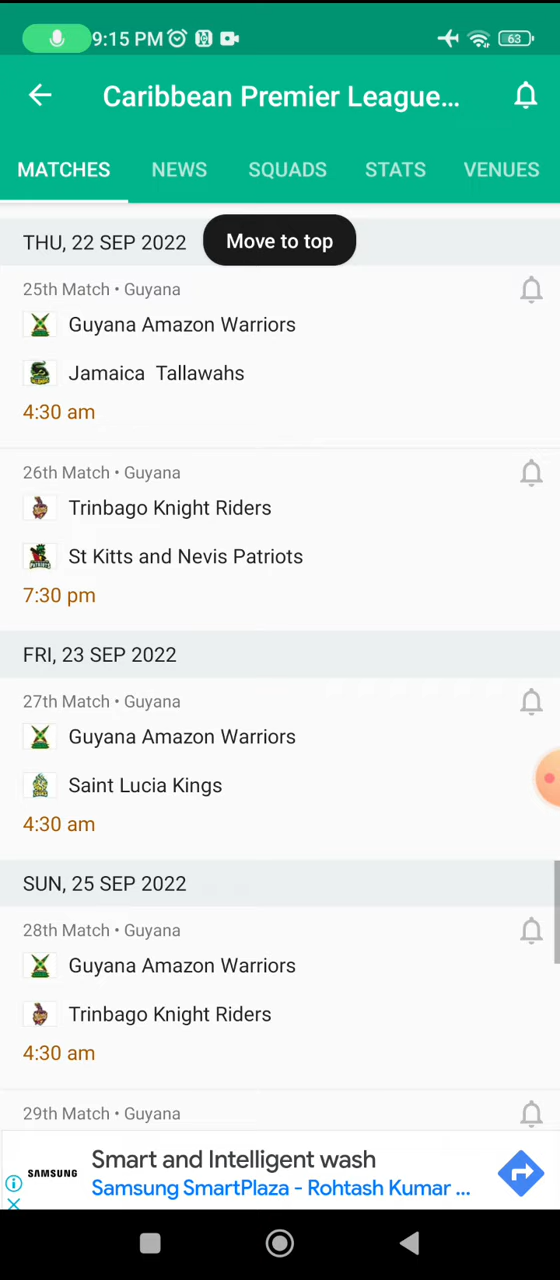 9:15 PM 63
Caribbean Premier League...
MATCHES NEWS SQUADS STATS VENUES
THU, 22 SEP 2022
Move to top
25th Match • Guyana
Guyana Amazon Warriors
Jamaica Tallawahs
4:30 am
26th Match • Guyana
Trinbago Knight Riders
St Kitts and Nevis Patriots
7:30 pm
FRI, 23 SEP 2022
27th Match • Guyana
Guyana Amazon Warriors
Saint Lucia Kings
4:30 am
SUN, 25 SEP 2022
28th Match • Guyana
Guyana Amazon Warriors
Trinbago Knight Riders
4:30 am
29th Match • Guyana
SAMSUNG
Smart and Intelligent wash
Samsung SmartPlaza - Rohtash Kumar ...